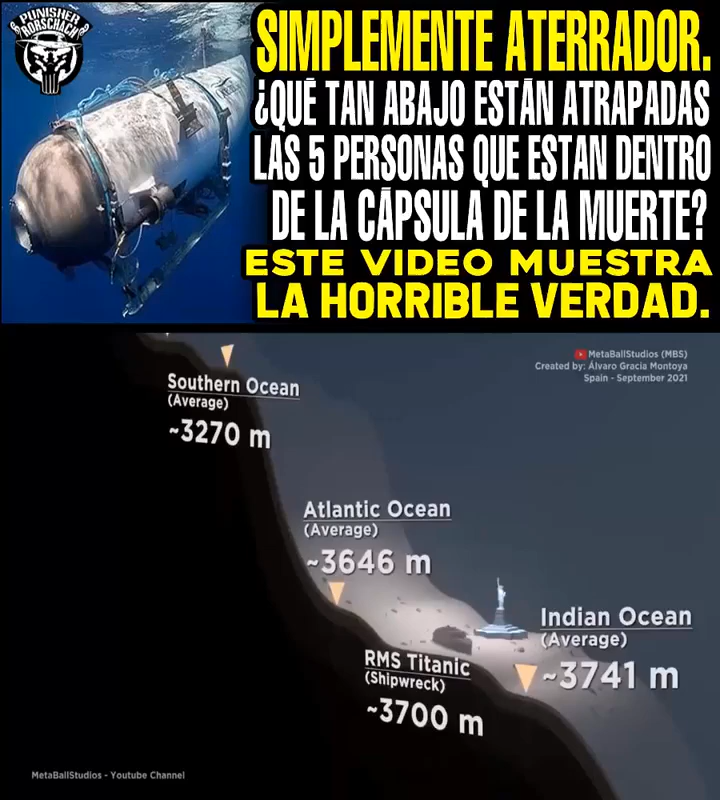 PUNISHER
RORSCHACH
SIMPLEMENTE ATERRADOR.
¿QUÉ TAN ABAJO ESTÁN ATRAPADAS
LAS 5 PERSONAS QUE ESTAN DENTRO
DE LA CÁPSULA DE LA MUERTE?
ESTE VIDEO MUESTRA
LA HORRIBLE VERDAD.
MetaBallStudios (MBS)
Created by: Álvaro Gracia Montoya
Spain - September 2021
Southern Ocean
(Average)
~3270 m
Atlantic Ocean
(Average)
~3646 m
Indian Ocean
(Average)
~3741 m
RMS Titanic
(Shipwreck)
~3700 m
MetaBallStudios - Youtube Channel